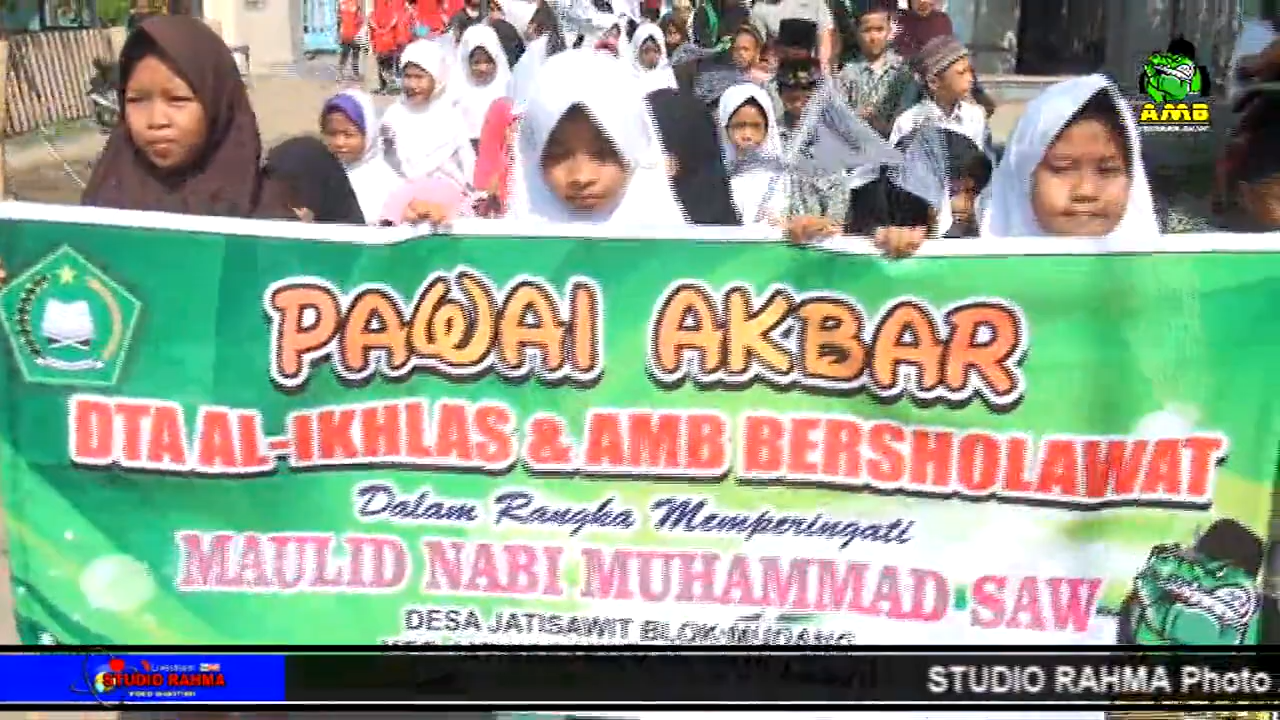 AMB
PAWAI AKBAR
DTA AL-IKHLAS & AMB BERSHOLAWAT
Dalam Rangka Memperingati
MAULID NABI MUHAMMAD SAW
DESA JATISAWIT BLOK
STUDIO RAHMA
STUDIO RAHMA Photo